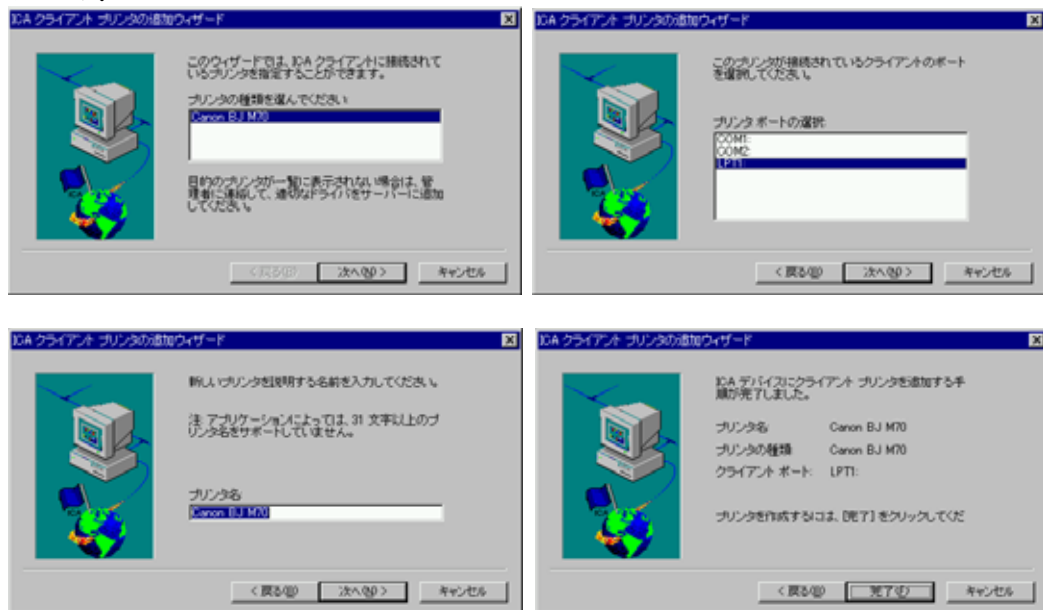 ICA クライアント プリンタの追加ウィザード
このウィザードでは、ICA クライアントに接続されて
いるプリンタを指定することができます。
プリンタの種類を選んでください:
Canon BJ M70
目的のプリンタが一覧に表示されない場合は、管
理者に連絡して、適切なドライバをサーバーに追加
してください。
< 戻る(B)
次へ(N) >
キャンセル
ICA クライアント プリンタの追加ウィザード
このプリンタが接続されているクライアントのポート
を選択してください。
プリンタ ポートの選択:
COM1:
COM2:
LPT1:
< 戻る(B)
次へ(N) >
キャンセル
ICA クライアント プリンタの追加ウィザード
新しいプリンタを説明する名前を入力してください。
注: アプリケーションによっては、31 文字以上のプ
リンタ名をサポートしていません。
プリンタ名:
Canon BJ M70
< 戻る(B)
次へ(N) >
キャンセル
ICA クライアント プリンタの追加ウィザード
ICA デバイスにクライアント プリンタを追加する手
順が完了しました。
プリンタ名: Canon BJ M70
プリンタの種類: Canon BJ M70
クライアント ポート: LPT1:
プリンタを作成するには、[完了] をクリックしてくだ
< 戻る(B)
完了(F)
キャンセル